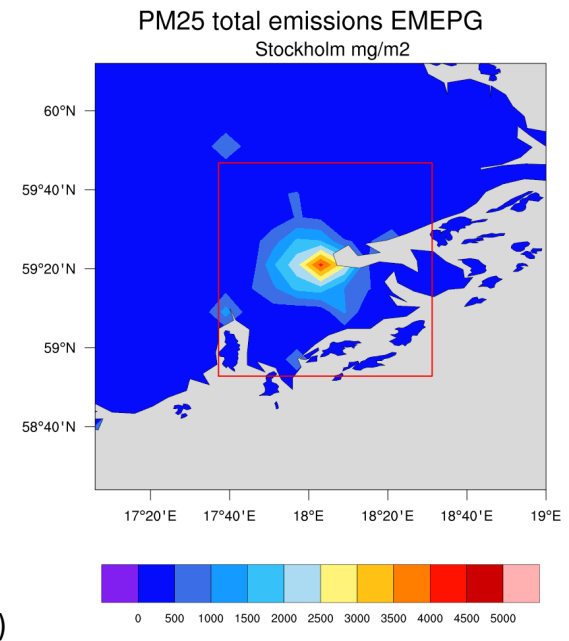 PM25 total emissions EMEPG
Stockholm mg/m2
60°N
59°40'N
59°20'N
59°N
58°40'N
17°20'E 17°40'E 18°E 18°20'E 18°40'E 19°E
0 500 1000 1500 2000 2500 3000 3500 4000 4500 5000
)